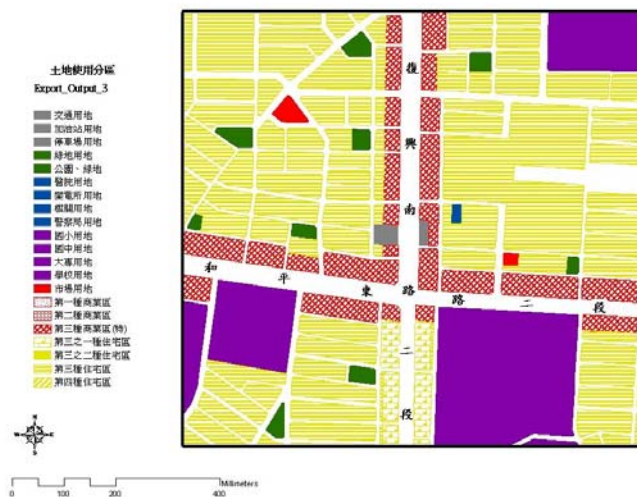 土地使用分區
Export_Output_3
交通用地
加油站用地
停車場用地
綠地用地
公園、綠地
醫院用地
變電所用地
機關用地
警察局用地
國小用地
國中用地
大專用地
學校用地
市場用地
第一種商業區
第二種商業區
第三種商業區(特)
第三之一種住宅區
第三之二種住宅區
第三種住宅區
第四種住宅區
復興南路二段
和平東路二段
N
W E
S
0 50 100 200 400
Millimeters